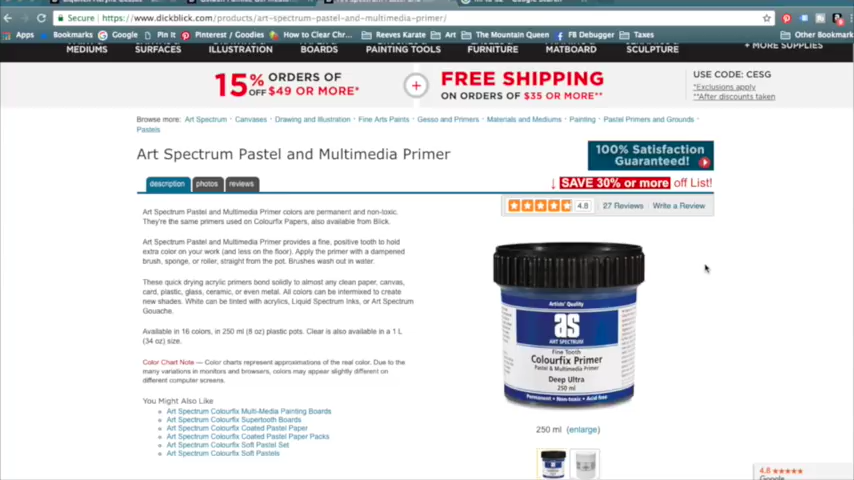 Secure https://www.dickblick.com/products/art-spectrum-pastel-and-multimedia-primer/
Apps Bookmarks Google Pin It Pinterest / Goodies How to Clear Chr... Reeves Karate Art The Mountain Queen FB Debugger Taxes Other Bookmarks
MEDIUMS SURFACES ILLUSTRATION BOARDS & PAINTING TOOLS FURNITURE MATBOARD SCULPTURE + MORE SUPPLIES
15% OFF ORDERS OF $49 OR MORE* + FREE SHIPPING ON ORDERS OF $35 OR MORE**
USE CODE: CESG
*Exclusions apply
**After discounts taken
Browse more: Art Spectrum · Canvases · Drawing and Illustration · Fine Arts Paints · Gesso and Primers · Materials and Mediums · Painting · Pastel Primers and Grounds ·
Pastels
Art Spectrum Pastel and Multimedia Primer
100% Satisfaction
Guaranteed!
description photos reviews
↓ SAVE 30% or more off List!
4.8 27 Reviews Write a Review
Art Spectrum Pastel and Multimedia Primer colors are permanent and non-toxic.
They're the same primers used on Colourfix Papers, also available from Blick.
Art Spectrum Pastel and Multimedia Primer provides a fine, positive tooth to hold
extra color on your work (and less on the floor). Apply the primer with a dampened
brush, sponge, or roller, straight from the pot. Brushes wash out in water.
These quick drying acrylic primers bond solidly to almost any clean paper, canvas,
card, plastic, glass, ceramic, or even metal. All colors can be intermixed to create
new shades. White can be tinted with acrylics, Liquid Spectrum Inks, or Art Spectrum
Gouache.
Available in 16 colors, in 250 ml (8 oz) plastic pots. Clear is also available in a 1 L
(34 oz) size.
Color Chart Note — Color charts represent approximations of the real color. Due to the
many variations in monitors and browsers, colors may appear slightly different on
different computer screens.
You Might Also Like
Art Spectrum Colourfix Multi-Media Painting Boards
Art Spectrum Colourfix Supertooth Boards
Art Spectrum Colourfix Coated Pastel Paper
Art Spectrum Colourfix Coated Pastel Paper Packs
Art Spectrum Colourfix Soft Pastel Set
Art Spectrum Colourfix Soft Pastels
Artists' Quality
as
ART SPECTRUM
Fine Tooth
Colourfix Primer
Pastel & Multimedia Primer
Deep Ultra
250 ml
Permanent • Non-toxic • Acid free
250 ml (enlarge)
4.8
Google